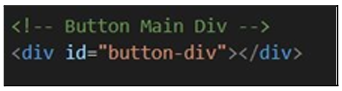 <!-- Button Main Div -->
<div id="button-div"></div>